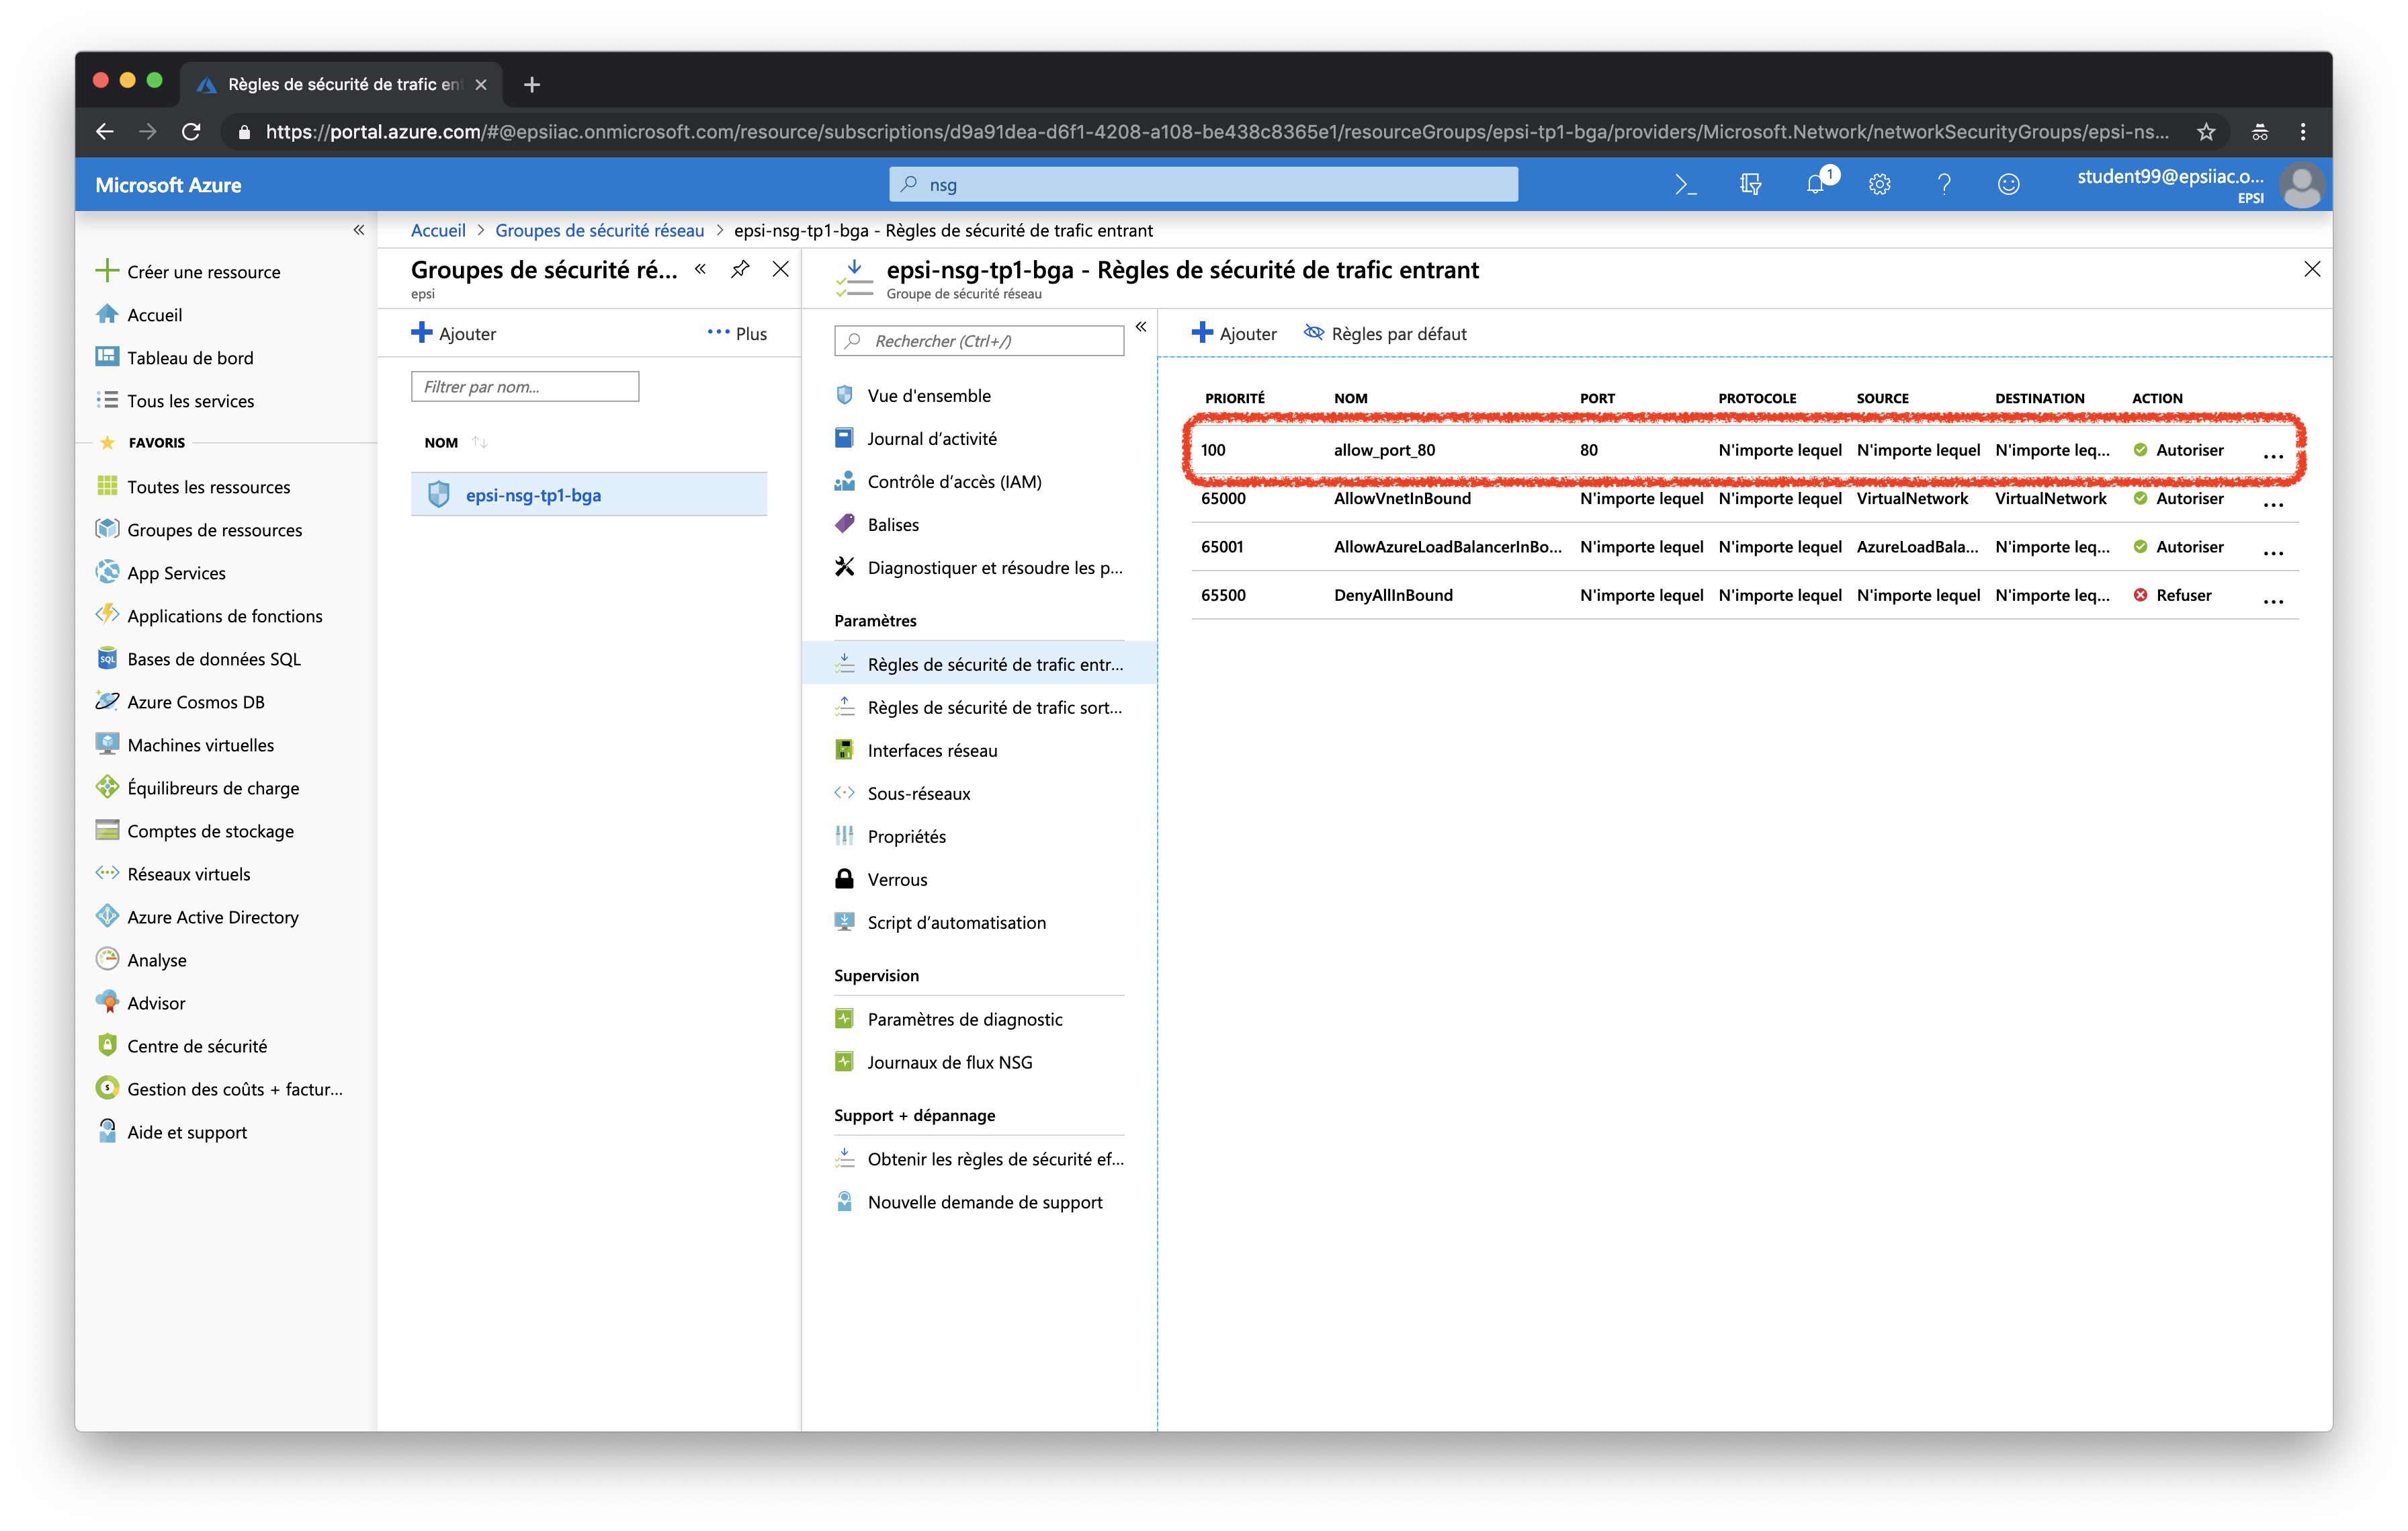 Règles de sécurité de trafic en
https://portal.azure.com/#@epsiiac.onmicrosoft.com/resource/subscriptions/d9a91dea-d6f1-4208-a108-be438c8365e1/resourceGroups/epsi-tp1-bga/providers/Microsoft.Network/networkSecurityGroups/epsi-ns...
Microsoft Azure
nsg
1
student99@epsiiac.o...
EPSI
Accueil > Groupes de sécurité réseau > epsi-nsg-tp1-bga - Règles de sécurité de trafic entrant
Créer une ressource
Accueil
Tableau de bord
Tous les services
FAVORIS
Toutes les ressources
Groupes de ressources
App Services
Applications de fonctions
Bases de données SQL
Azure Cosmos DB
Machines virtuelles
Équilibreurs de charge
Comptes de stockage
Réseaux virtuels
Azure Active Directory
Analyse
Advisor
Centre de sécurité
Gestion des coûts + factur...
Aide et support
Groupes de sécurité ré...
epsi
Ajouter
Plus
Filtrer par nom...
NOM
epsi-nsg-tp1-bga
epsi-nsg-tp1-bga - Règles de sécurité de trafic entrant
Groupe de sécurité réseau
Rechercher (Ctrl+/)
Vue d'ensemble
Journal d’activité
Contrôle d’accès (IAM)
Balises
Diagnostiquer et résoudre les p...
Paramètres
Règles de sécurité de trafic entr...
Règles de sécurité de trafic sort...
Interfaces réseau
Sous-réseaux
Propriétés
Verrous
Script d’automatisation
Supervision
Paramètres de diagnostic
Journaux de flux NSG
Support + dépannage
Obtenir les règles de sécurité ef...
Nouvelle demande de support
Ajouter Règles par défaut
PRIORITÉ NOM PORT PROTOCOLE SOURCE DESTINATION ACTION
100 allow_port_80 80 N'importe lequel N'importe lequel N'importe leq... Autoriser ...
65000 AllowVnetInBound N'importe lequel N'importe lequel VirtualNetwork VirtualNetwork Autoriser ...
65001 AllowAzureLoadBalancerInBo... N'importe lequel N'importe lequel AzureLoadBala... N'importe leq... Autoriser ...
65500 DenyAllInBound N'importe lequel N'importe lequel N'importe lequel N'importe leq... Refuser ...